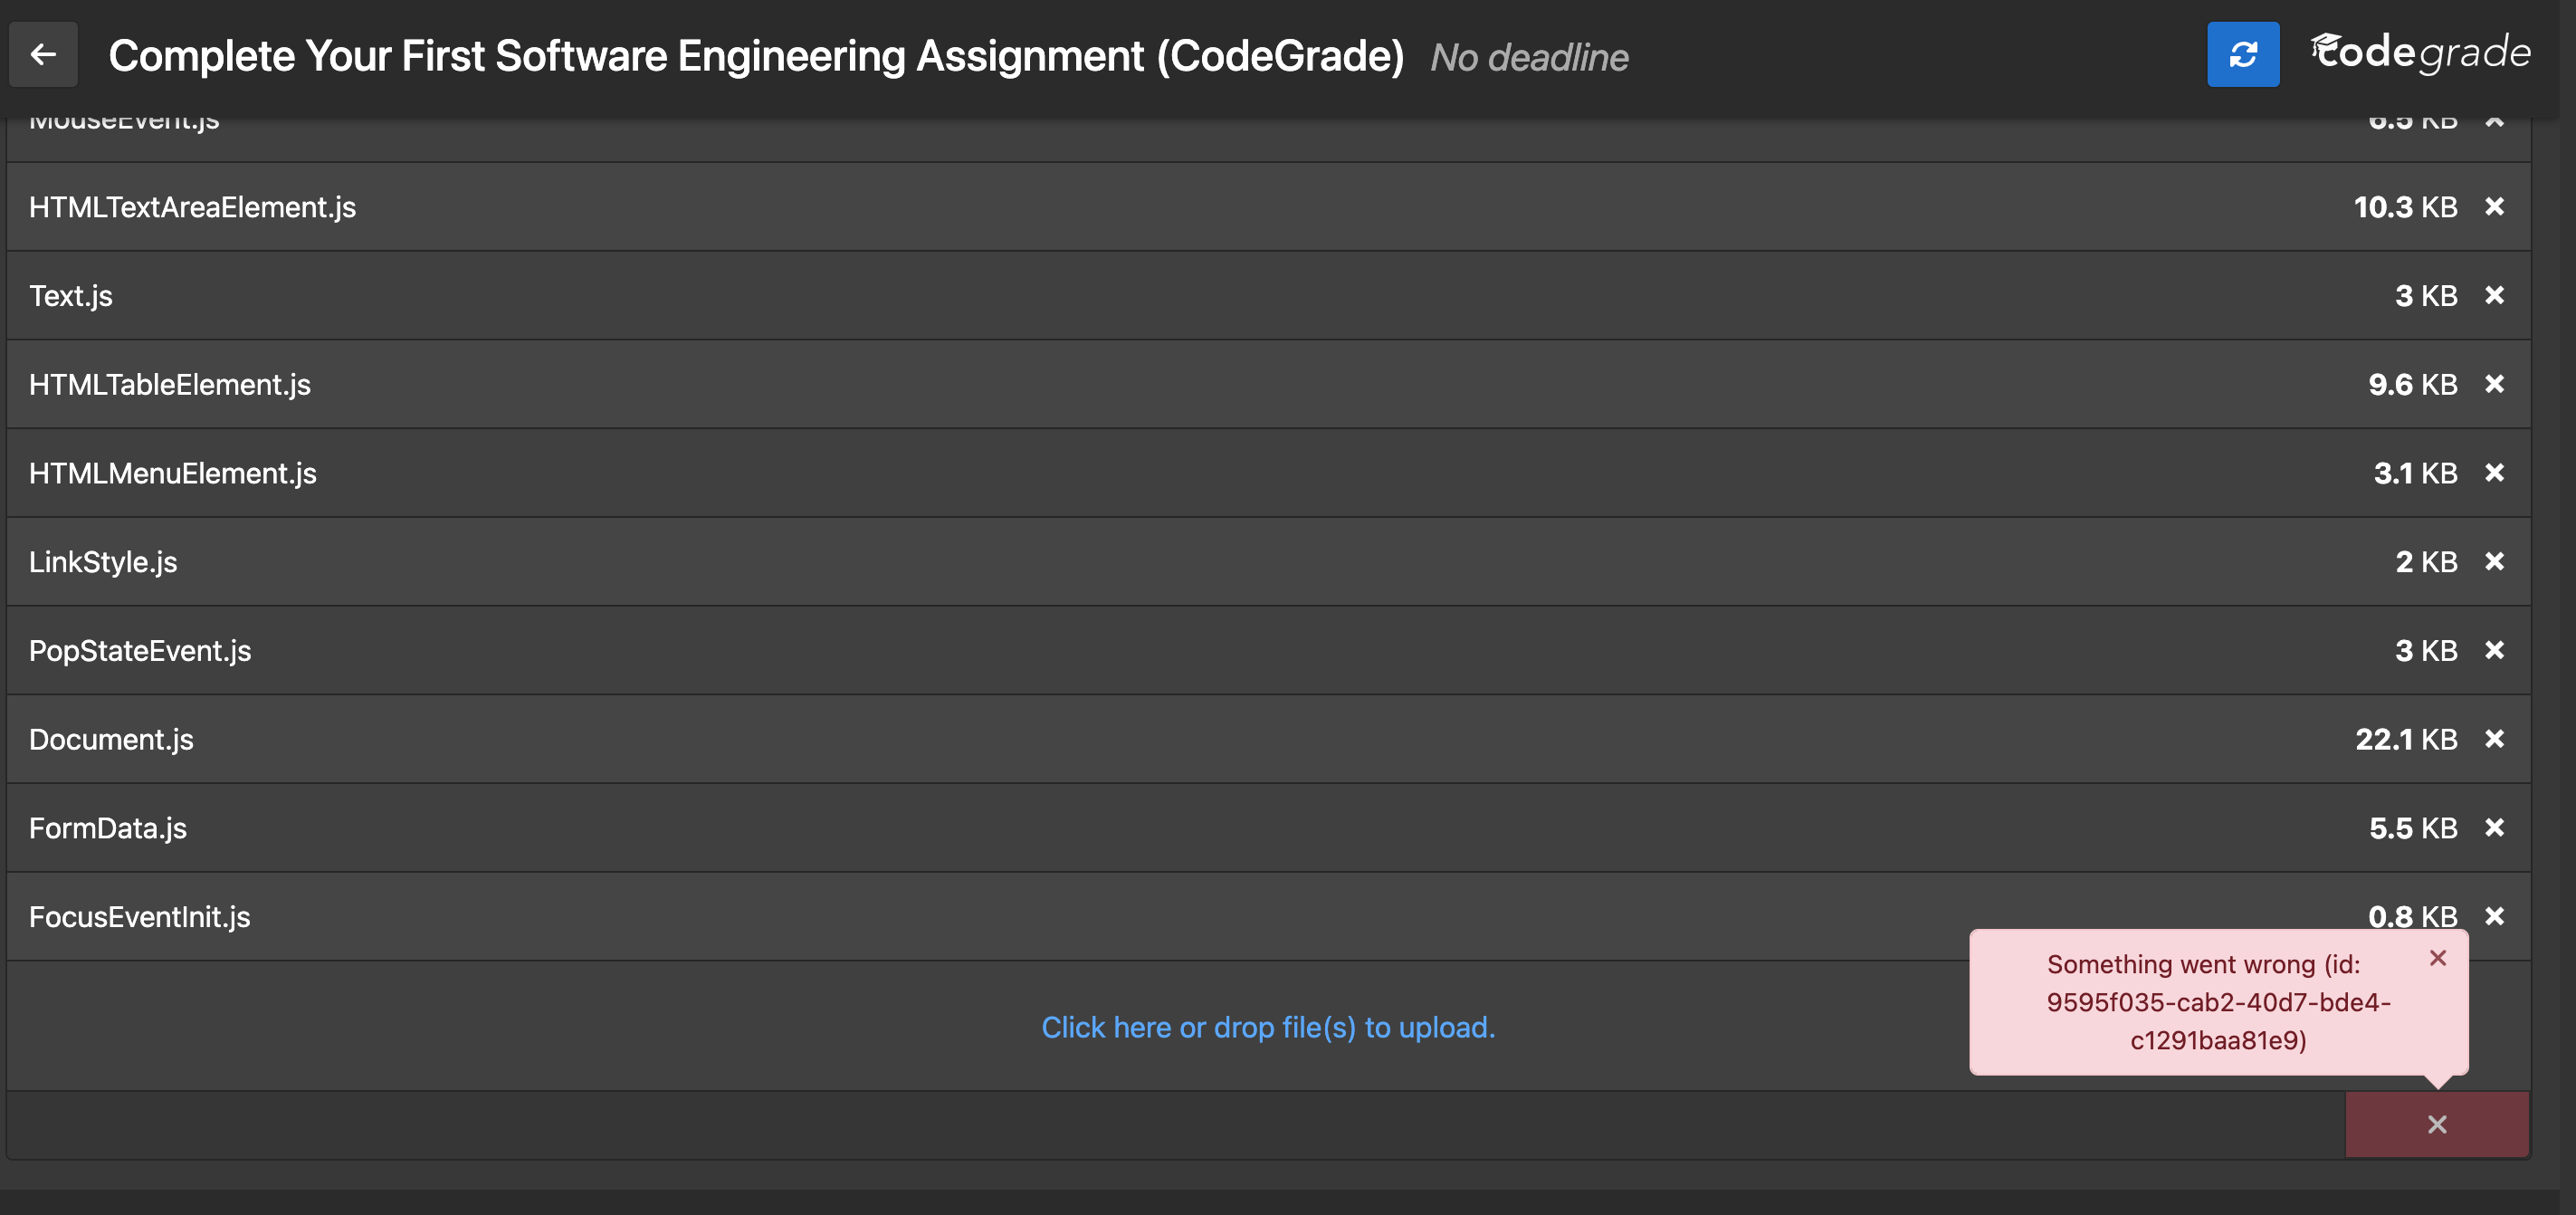 Complete Your First Software Engineering Assignment (CodeGrade) No deadline
codegrade
MouseEvent.js 6.5 KB
HTMLTextAreaElement.js 10.3 KB
Text.js 3 KB
HTMLTableElement.js 9.6 KB
HTMLMenuElement.js 3.1 KB
LinkStyle.js 2 KB
PopStateEvent.js 3 KB
Document.js 22.1 KB
FormData.js 5.5 KB
FocusEventInit.js 0.8 KB
Something went wrong (id:
9595f035-cab2-40d7-bde4-
c1291baa81e9)
Click here or drop file(s) to upload.